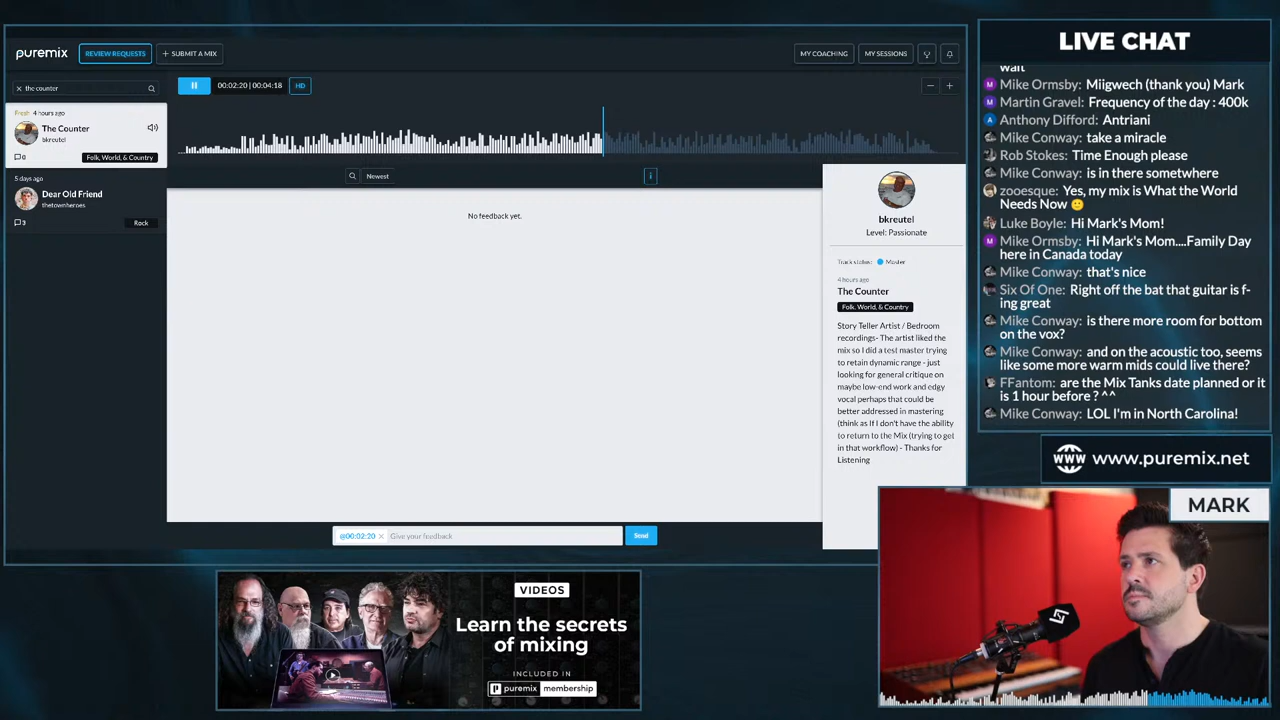 puremix
REVIEW REQUESTS
+ SUBMIT A MIX
MY COACHING
MY SESSIONS
× the counter
00:02:20 | 00:04:18
HD
Fresh 4 hours ago
The Counter
bkreutel
0
Folk, World, & Country
5 days ago
Dear Old Friend
thetownheroes
3
Rock
Newest
i
No feedback yet.
bkreutel
Level: Passionate
Track status: Master
4 hours ago
The Counter
Folk, World, & Country
Story Teller Artist / Bedroom
recordings- The artist liked the
mix so I did a test master trying
to retain dynamic range - just
looking for general critique on
maybe low-end work and edgy
vocal perhaps that could be
better addressed in mastering
(think as If I don't have the ability
to return to the Mix (trying to get
in that workflow) - Thanks for
Listening
@00:02:20 ×
Give your feedback
Send
LIVE CHAT
wait
Mike Ormsby: Miigwech (thank you) Mark
Martin Gravel: Frequency of the day : 400k
A Anthony Difford: Antriani
Mike Conway: take a miracle
Rob Stokes: Time Enough please
Mike Conway: is in there sometwhere
zooesque: Yes, my mix is What the World
Needs Now 🙂
Luke Boyle: Hi Mark's Mom!
M Mike Ormsby: Hi Mark's Mom....Family Day
here in Canada today
Mike Conway: that's nice
Six Of One: Right off the bat that guitar is f-
ing great
Mike Conway: is there more room for bottom
on the vox?
Mike Conway: and on the acoustic too, seems
like some more warm mids could live there?
FFantom: are the Mix Tanks date planned or it
is 1 hour before ? ^^
Mike Conway: LOL I'm in North Carolina!
WWW www.puremix.net
MARK
VIDEOS
Learn the secrets
of mixing
INCLUDED IN
puremix membership